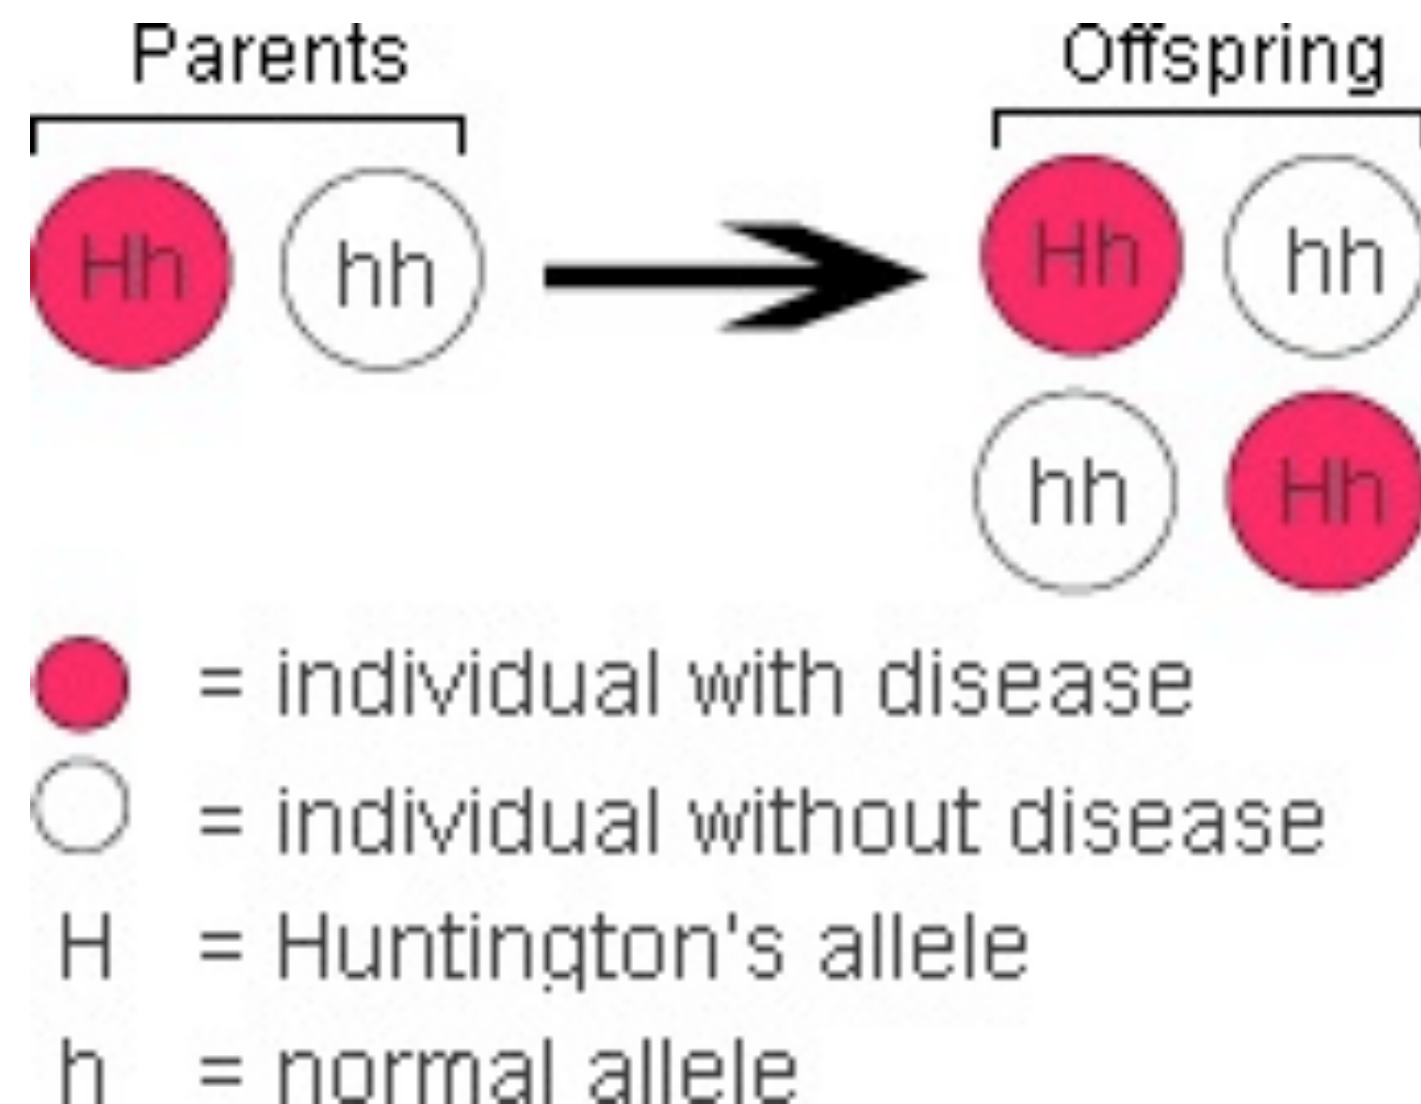 Parents Offspring
Hh hh Hh hh
hh Hh
= individual with disease
= individual without disease
H = Huntington's allele
h = normal allele